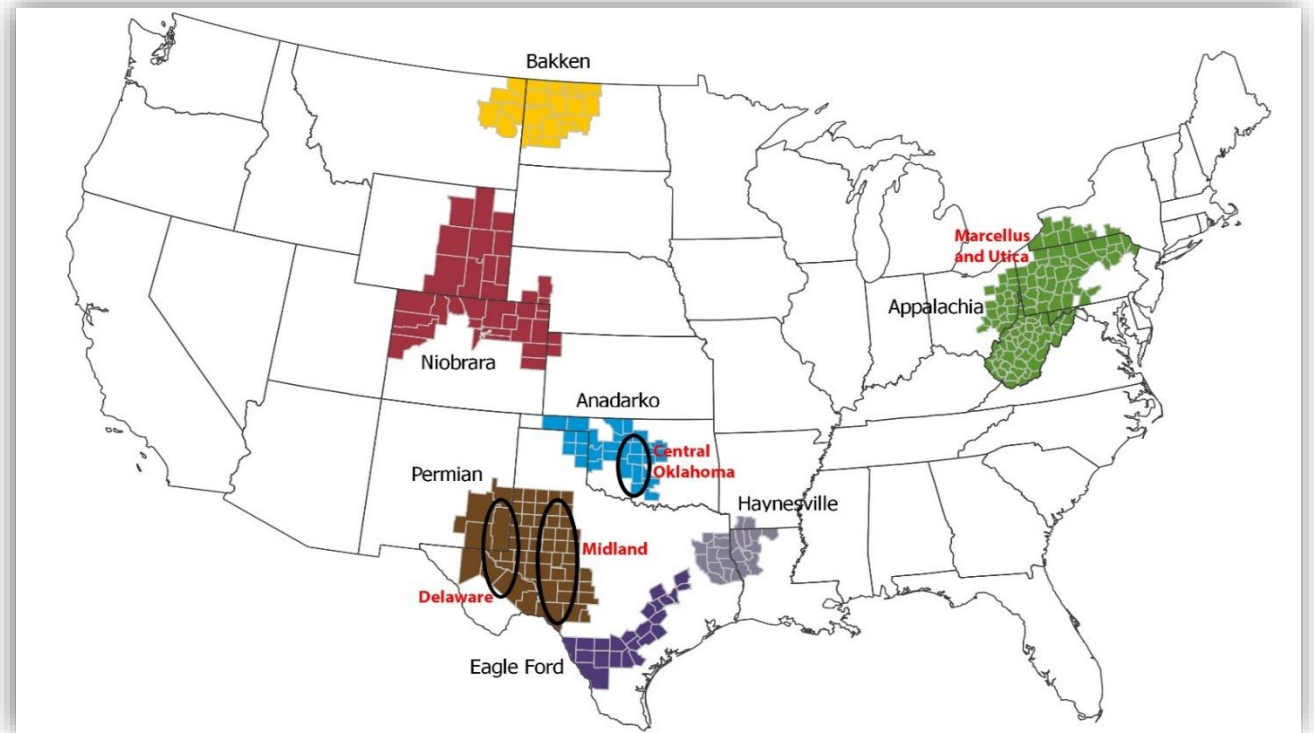 Bakken
Marcellus
and Utica
Appalachia
Niobrara
Anadarko
Central
Oklahoma
Permian
Haynesville
Midland
Delaware
Eagle Ford